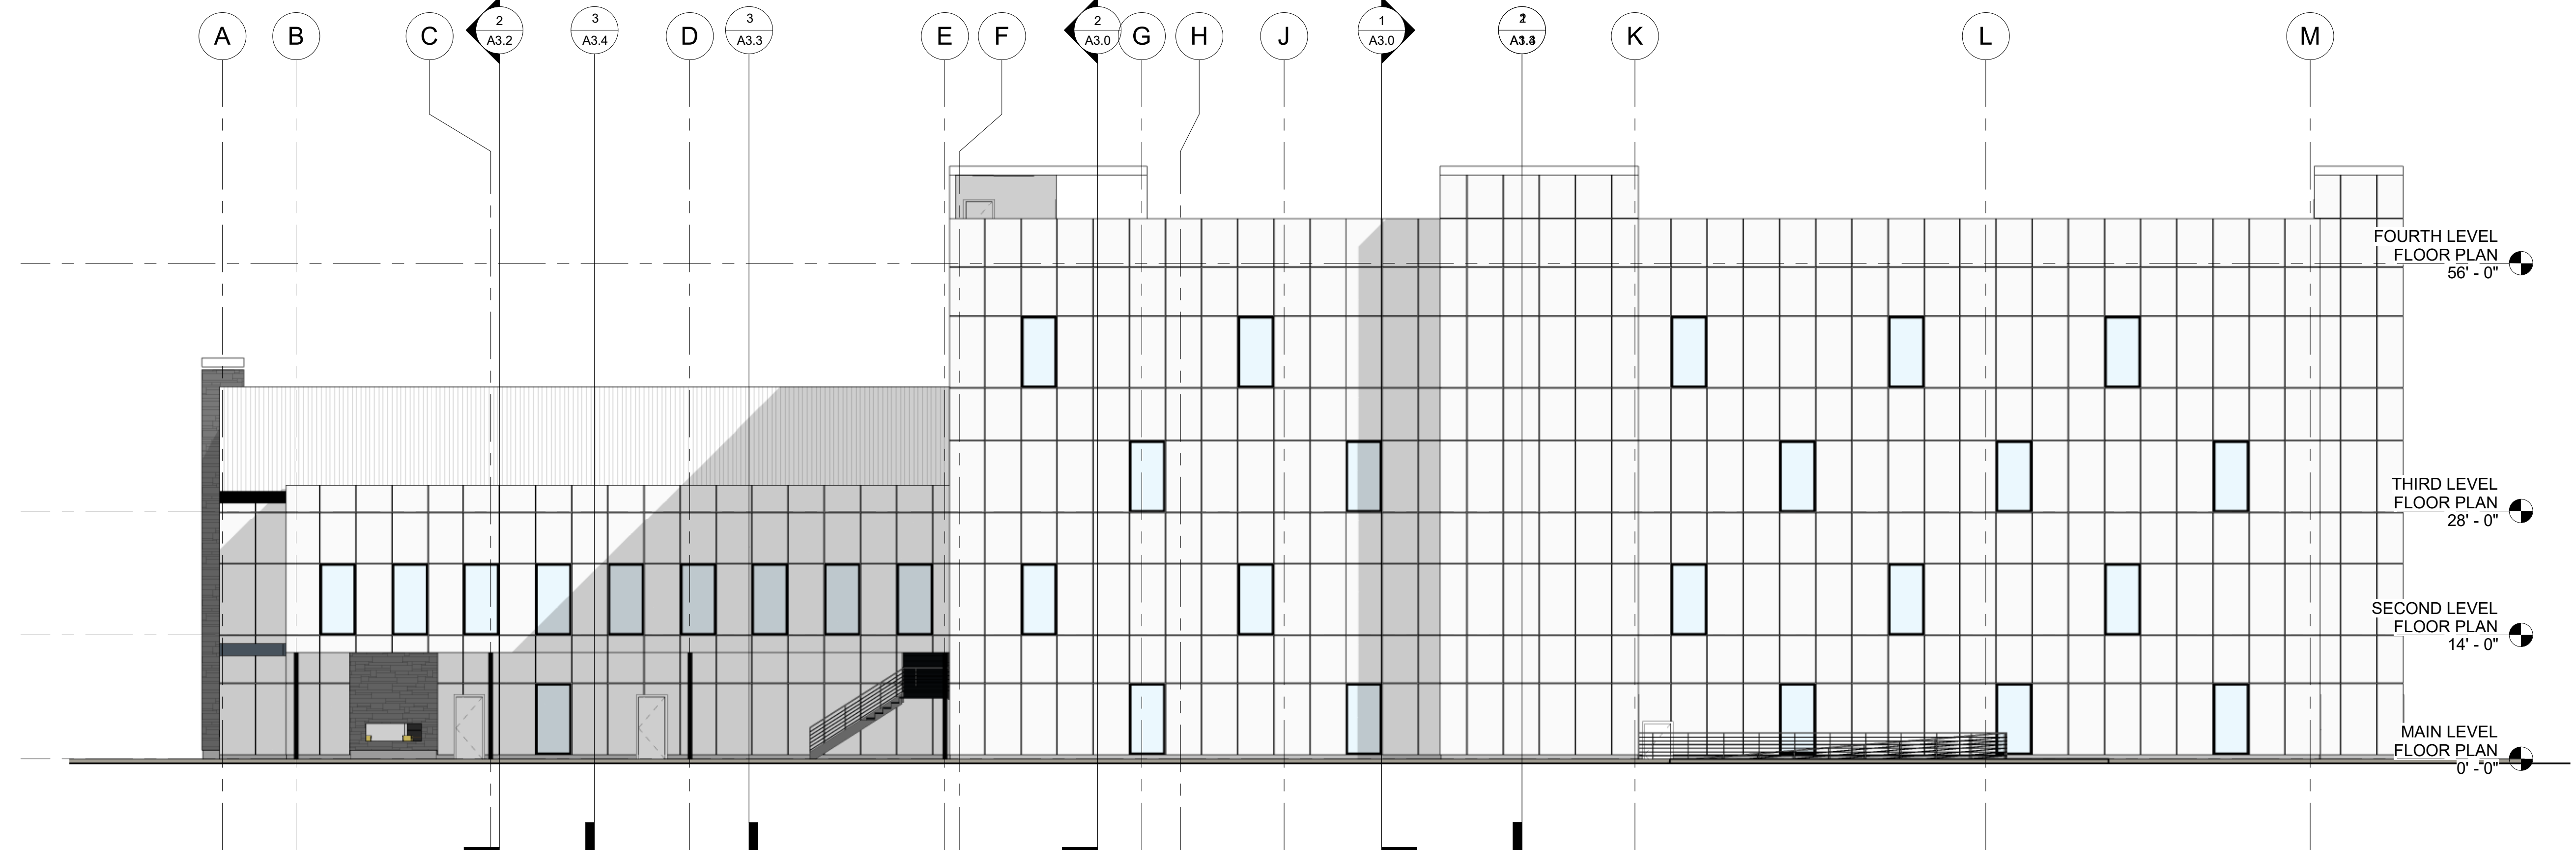 A
B
C
2
A3.2
3
A3.4
D
3
A3.3
E
F
2
A3.0
G
H
J
1
A3.0
K
L
M
FOURTH LEVEL
FLOOR PLAN
56' - 0"
THIRD LEVEL
FLOOR PLAN
28' - 0"
SECOND LEVEL
FLOOR PLAN
14' - 0"
MAIN LEVEL
FLOOR PLAN
0' - 0"